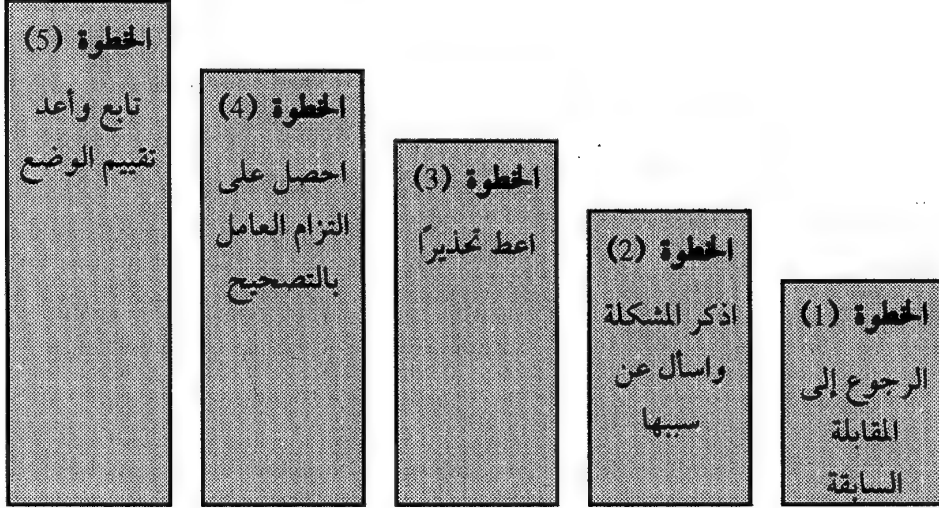 الخطوة (1)
الرجوع إلى
المقابلة
السابقة
الخطوة (2)
اذكر المشكلة
واسأل عن
سببها
الخطوة (3)
اعط تحذيرًا
الخطوة (4)
احصل على
التزام العامل
بالتصحيح
الخطوة (5)
تابع وأعد
تقييم الوضع